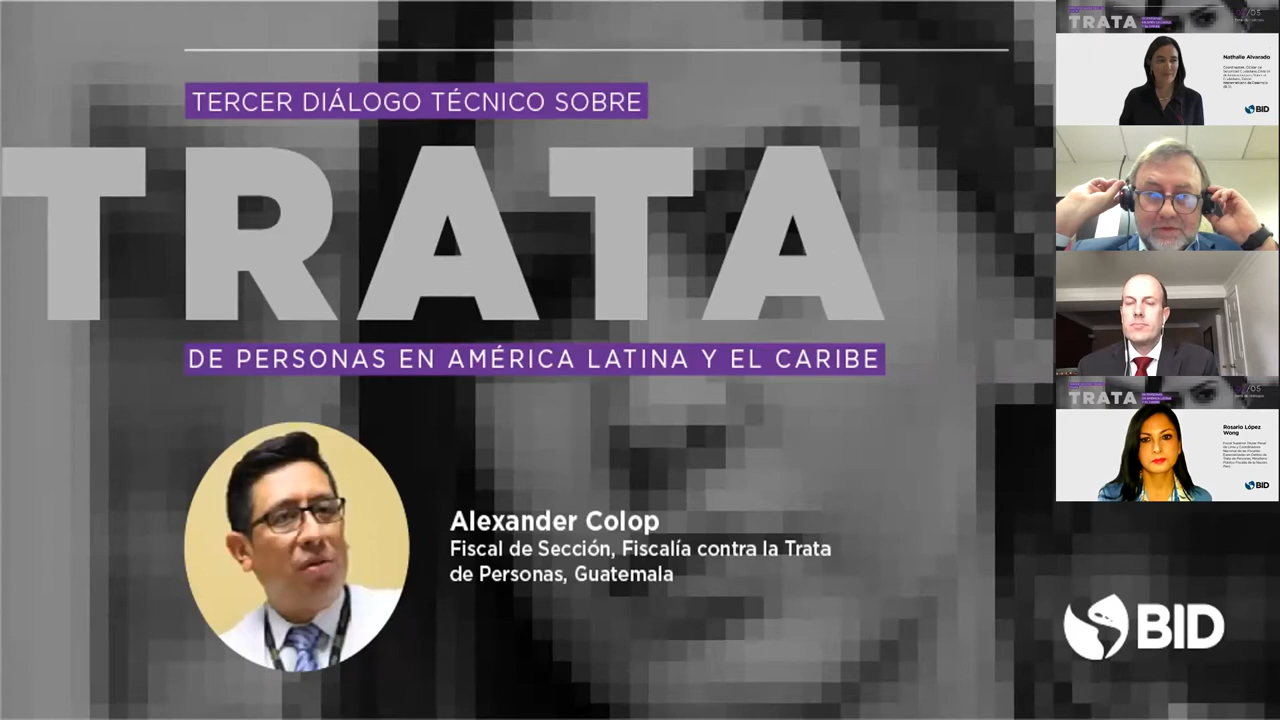 TERCER DIÁLOGO TÉCNICO SOBRE
TRATA
DE PERSONAS EN AMÉRICA LATINA Y EL CARIBE
Alexander Colop
Fiscal de Sección, Fiscalía contra la Trata
de Personas, Guatemala
BID
TRATA
Nathalie Alvarado
BID
TRATA
Rosario López
Wong
BID